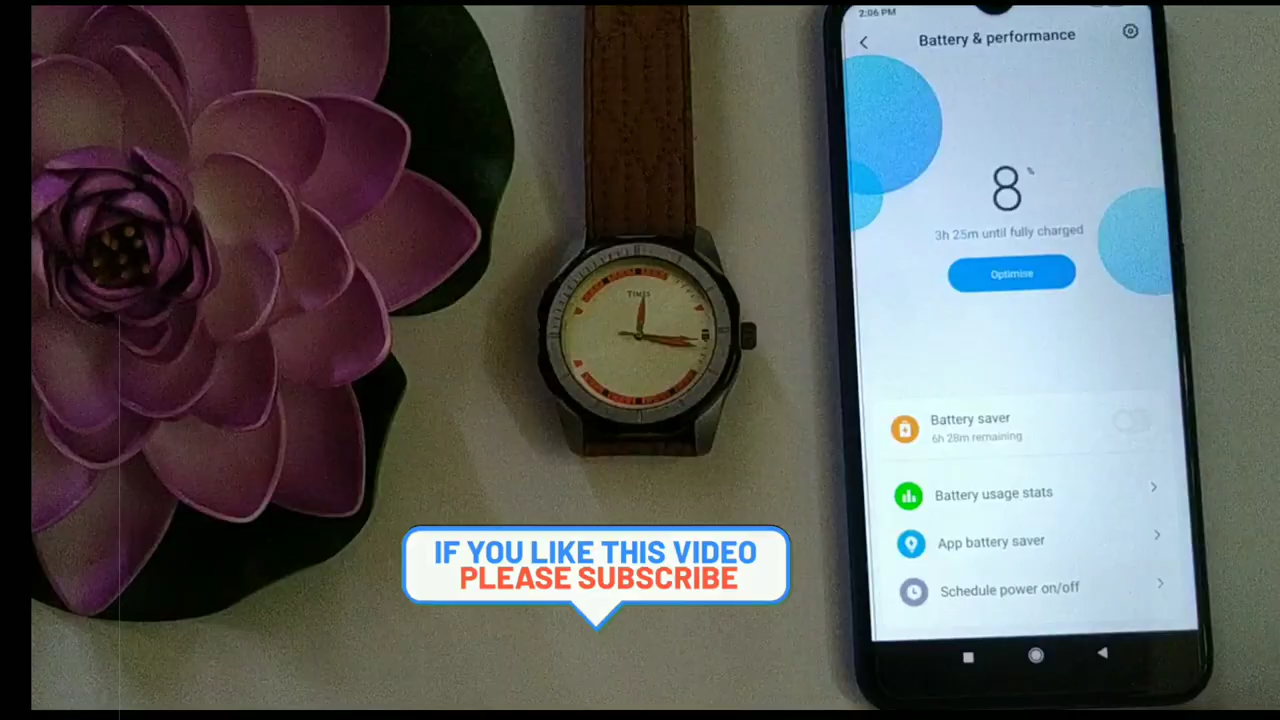 2:06 PM
Battery & performance
8%
3h 25m until fully charged
Optimise
Battery saver
6h 28m remaining
Battery usage stats
App battery saver
Schedule power on/off
TIMEX
IF YOU LIKE THIS VIDEO
PLEASE SUBSCRIBE